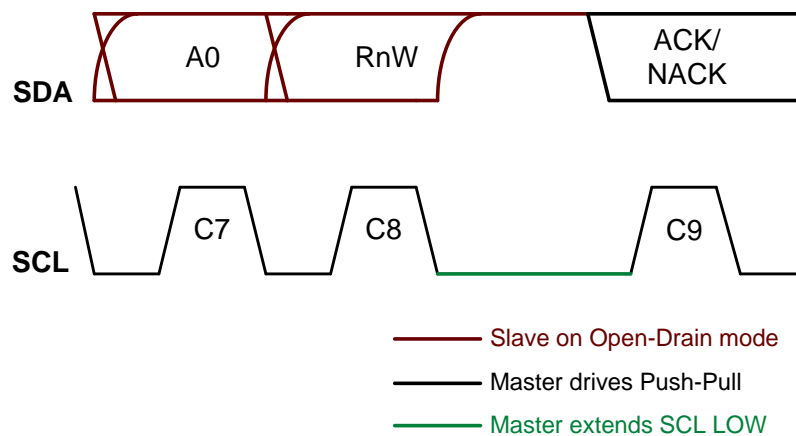 A0
RnW
ACK/
NACK
SDA
C7
C8
C9
SCL
Slave on Open-Drain mode
Master drives Push-Pull
Master extends SCL LOW